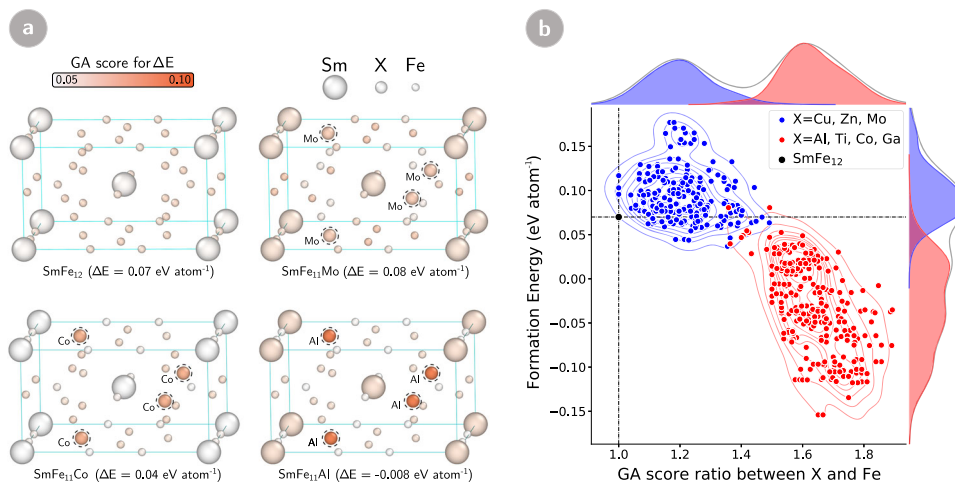 a
GA score for ΔE
0.05 0.10
Sm X Fe
Mo
Mo
Mo
Mo
SmFe₁₂ (ΔE = 0.07 eV atom⁻¹)
SmFe₁₁Mo (ΔE = 0.08 eV atom⁻¹)
Co
Co
Co
Co
Al
Al
Al
Al
SmFe₁₁Co (ΔE = 0.04 eV atom⁻¹)
SmFe₁₁Al (ΔE = -0.008 eV atom⁻¹)
b
X=Cu, Zn, Mo
X=Al, Ti, Co, Ga
SmFe₁₂
Formation Energy (eV atom⁻¹)
0.15
0.10
0.05
0.00
−0.05
−0.10
−0.15
1.0 1.2 1.4 1.6 1.8
GA score ratio between X and Fe